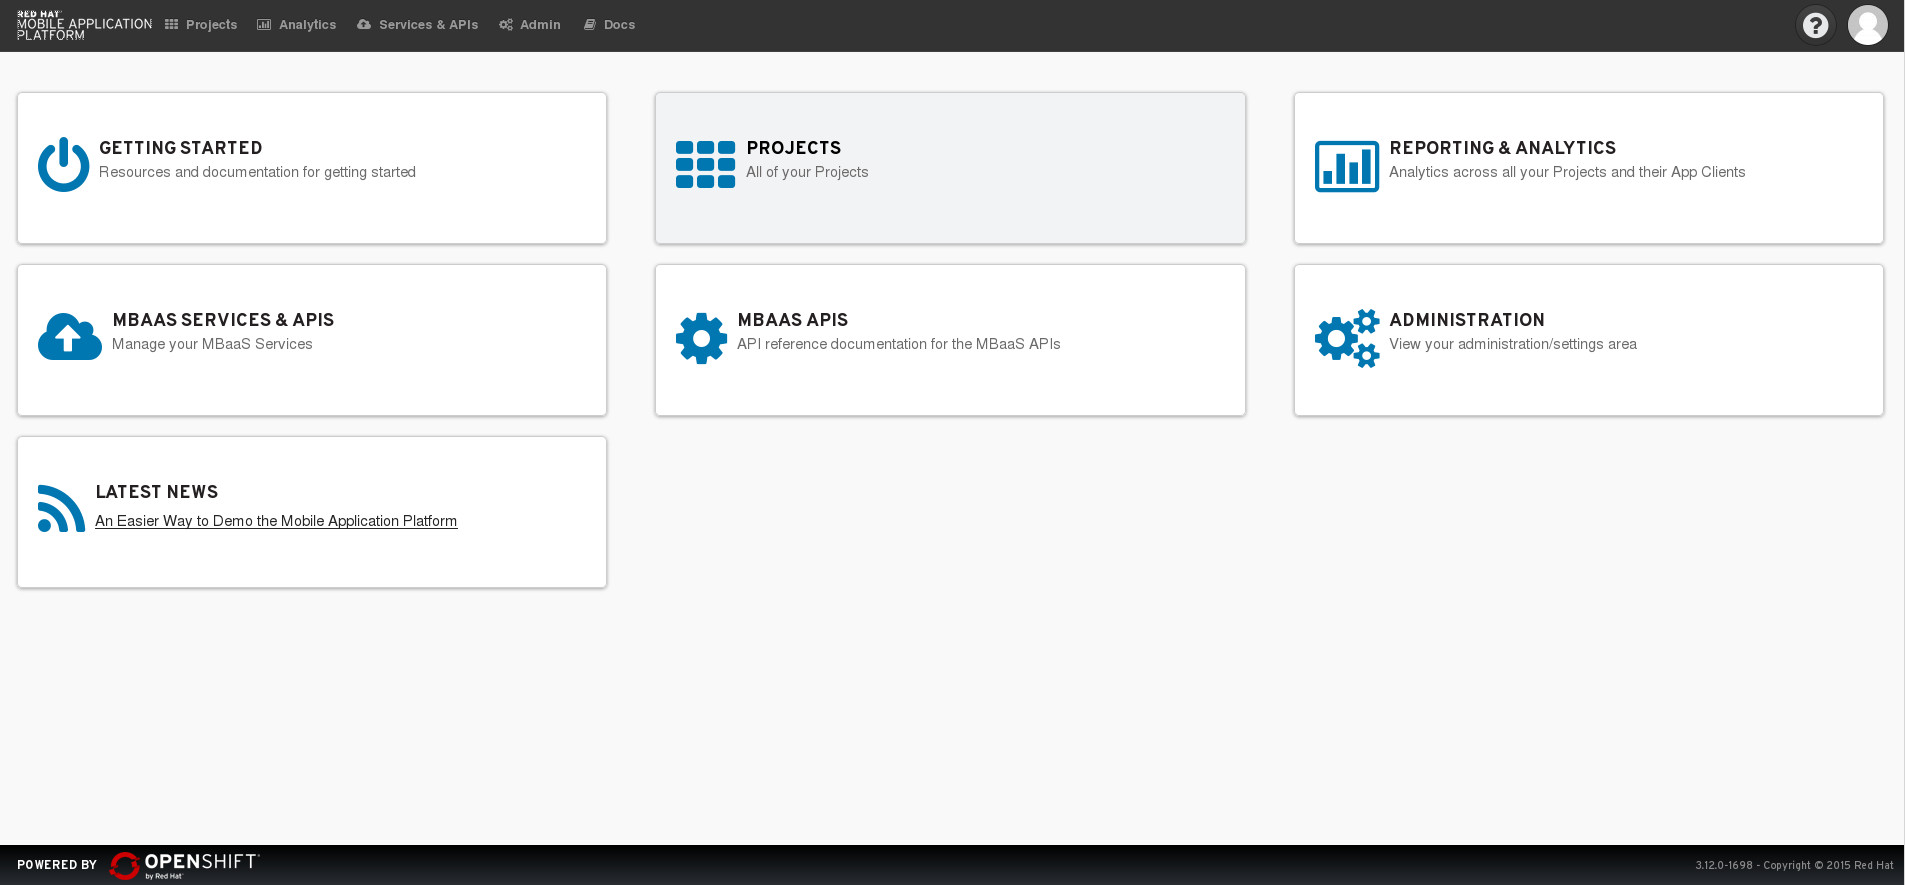 RED HAT
MOBILE APPLICATION
PLATFORM
Projects
Analytics
Services & APIs
Admin
Docs
GETTING STARTED
Resources and documentation for getting started
PROJECTS
All of your Projects
REPORTING & ANALYTICS
Analytics across all your Projects and their App Clients
MBAAS SERVICES & APIS
Manage your MBaaS Services
MBAAS APIS
API reference documentation for the MBaaS APIs
ADMINISTRATION
View your administration/settings area
LATEST NEWS
An Easier Way to Demo the Mobile Application Platform
POWERED BY
OPENSHIFT
by Red Hat
3.12.0-1698 - Copyright © 2015 Red Hat